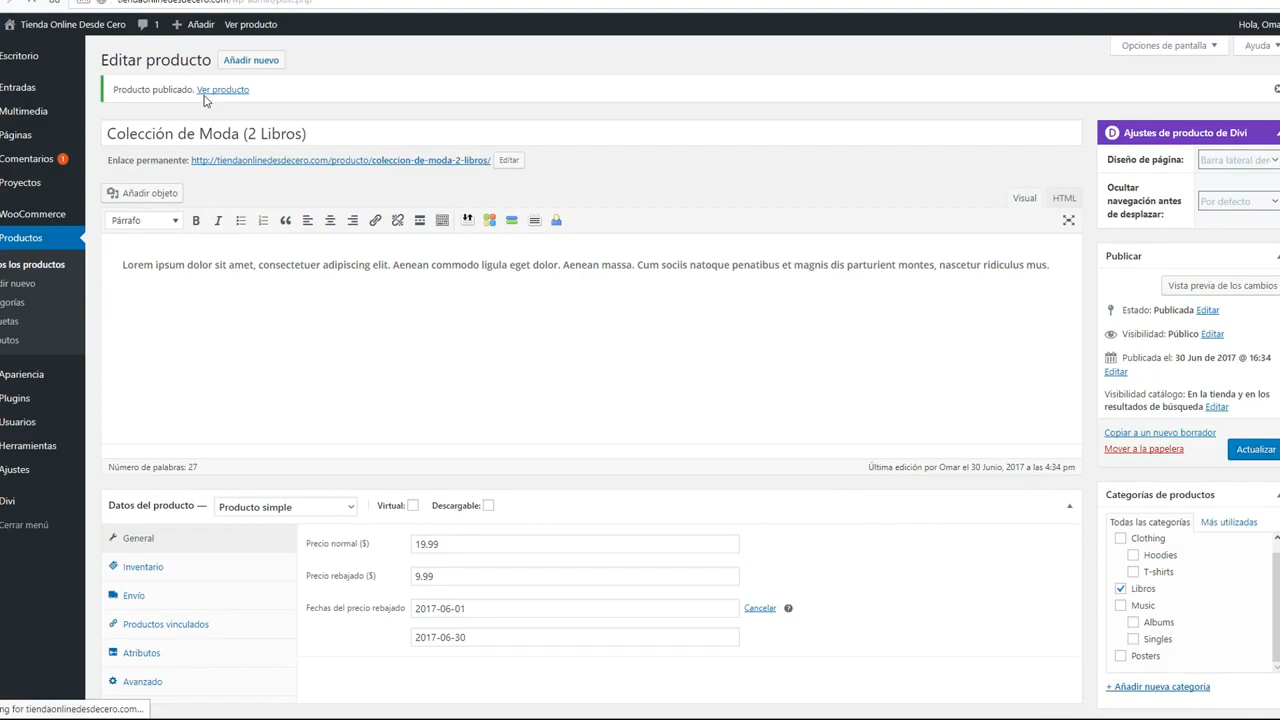 Tienda Online Desde Cero 1 Añadir Ver producto Hola, Oma
Escritorio
Entradas
Multimedia
Páginas
Comentarios 1
Proyectos
WooCommerce
Productos
os los productos
dir nuevo
gorías
uetas
utos
Apariencia
Plugins
Usuarios
Herramientas
Ajustes
Divi
Cerrar menú
Opciones de pantalla Ayuda
Editar producto Añadir nuevo
Producto publicado. Ver producto
Colección de Moda (2 Libros)
Enlace permanente: http://tiendaonlinedesdecero.com/producto/coleccion-de-moda-2-libros/ Editar
Añadir objeto Visual HTML
Párrafo B I
Lorem ipsum dolor sit amet, consectetuer adipiscing elit. Aenean commodo ligula eget dolor. Aenean massa. Cum sociis natoque penatibus et magnis dis parturient montes, nascetur ridiculus mus.
Número de palabras: 27 Última edición por Omar el 30 Junio, 2017 a las 4:34 pm
Datos del producto — Producto simple Virtual: Descargable:
General
Inventario
Envío
Productos vinculados
Atributos
Avanzado
Precio normal ($) 19.99
Precio rebajado ($) 9.99
Fechas del precio rebajado 2017-06-01 Cancelar
2017-06-30
D Ajustes de producto de Divi
Diseño de página: Barra lateral der
Ocultar
navegación antes
de desplazar: Por defecto
Publicar
Vista previa de los cambios
Estado: Publicada Editar
Visibilidad: Público Editar
Publicada el: 30 Jun de 2017 @ 16:34
Editar
Visibilidad catálogo: En la tienda y en los
resultados de búsqueda Editar
Copiar a un nuevo borrador
Mover a la papelera Actualizar
Categorías de productos
Todas las categorías Más utilizadas
Clothing
Hoodies
T-shirts
Libros
Music
Albums
Singles
Posters
+ Añadir nueva categoría
ng for tiendaonlinedesdecero.com...